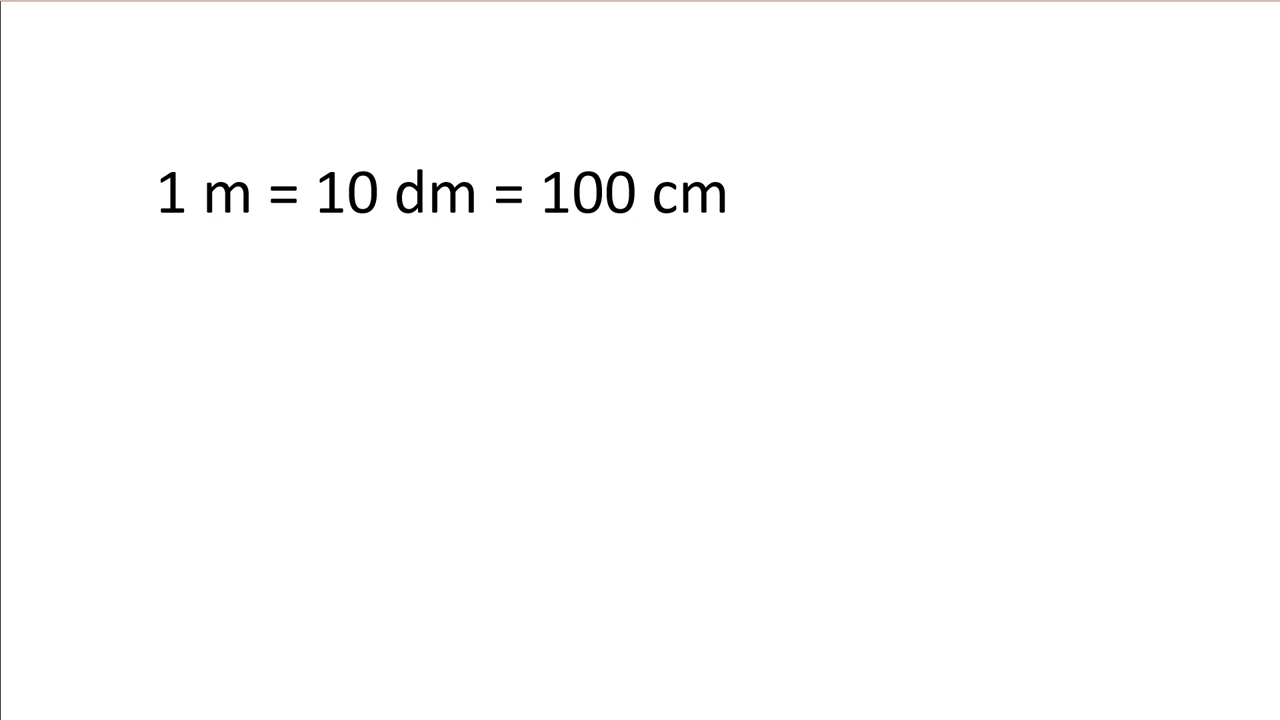 1 m = 10 dm = 100 cm